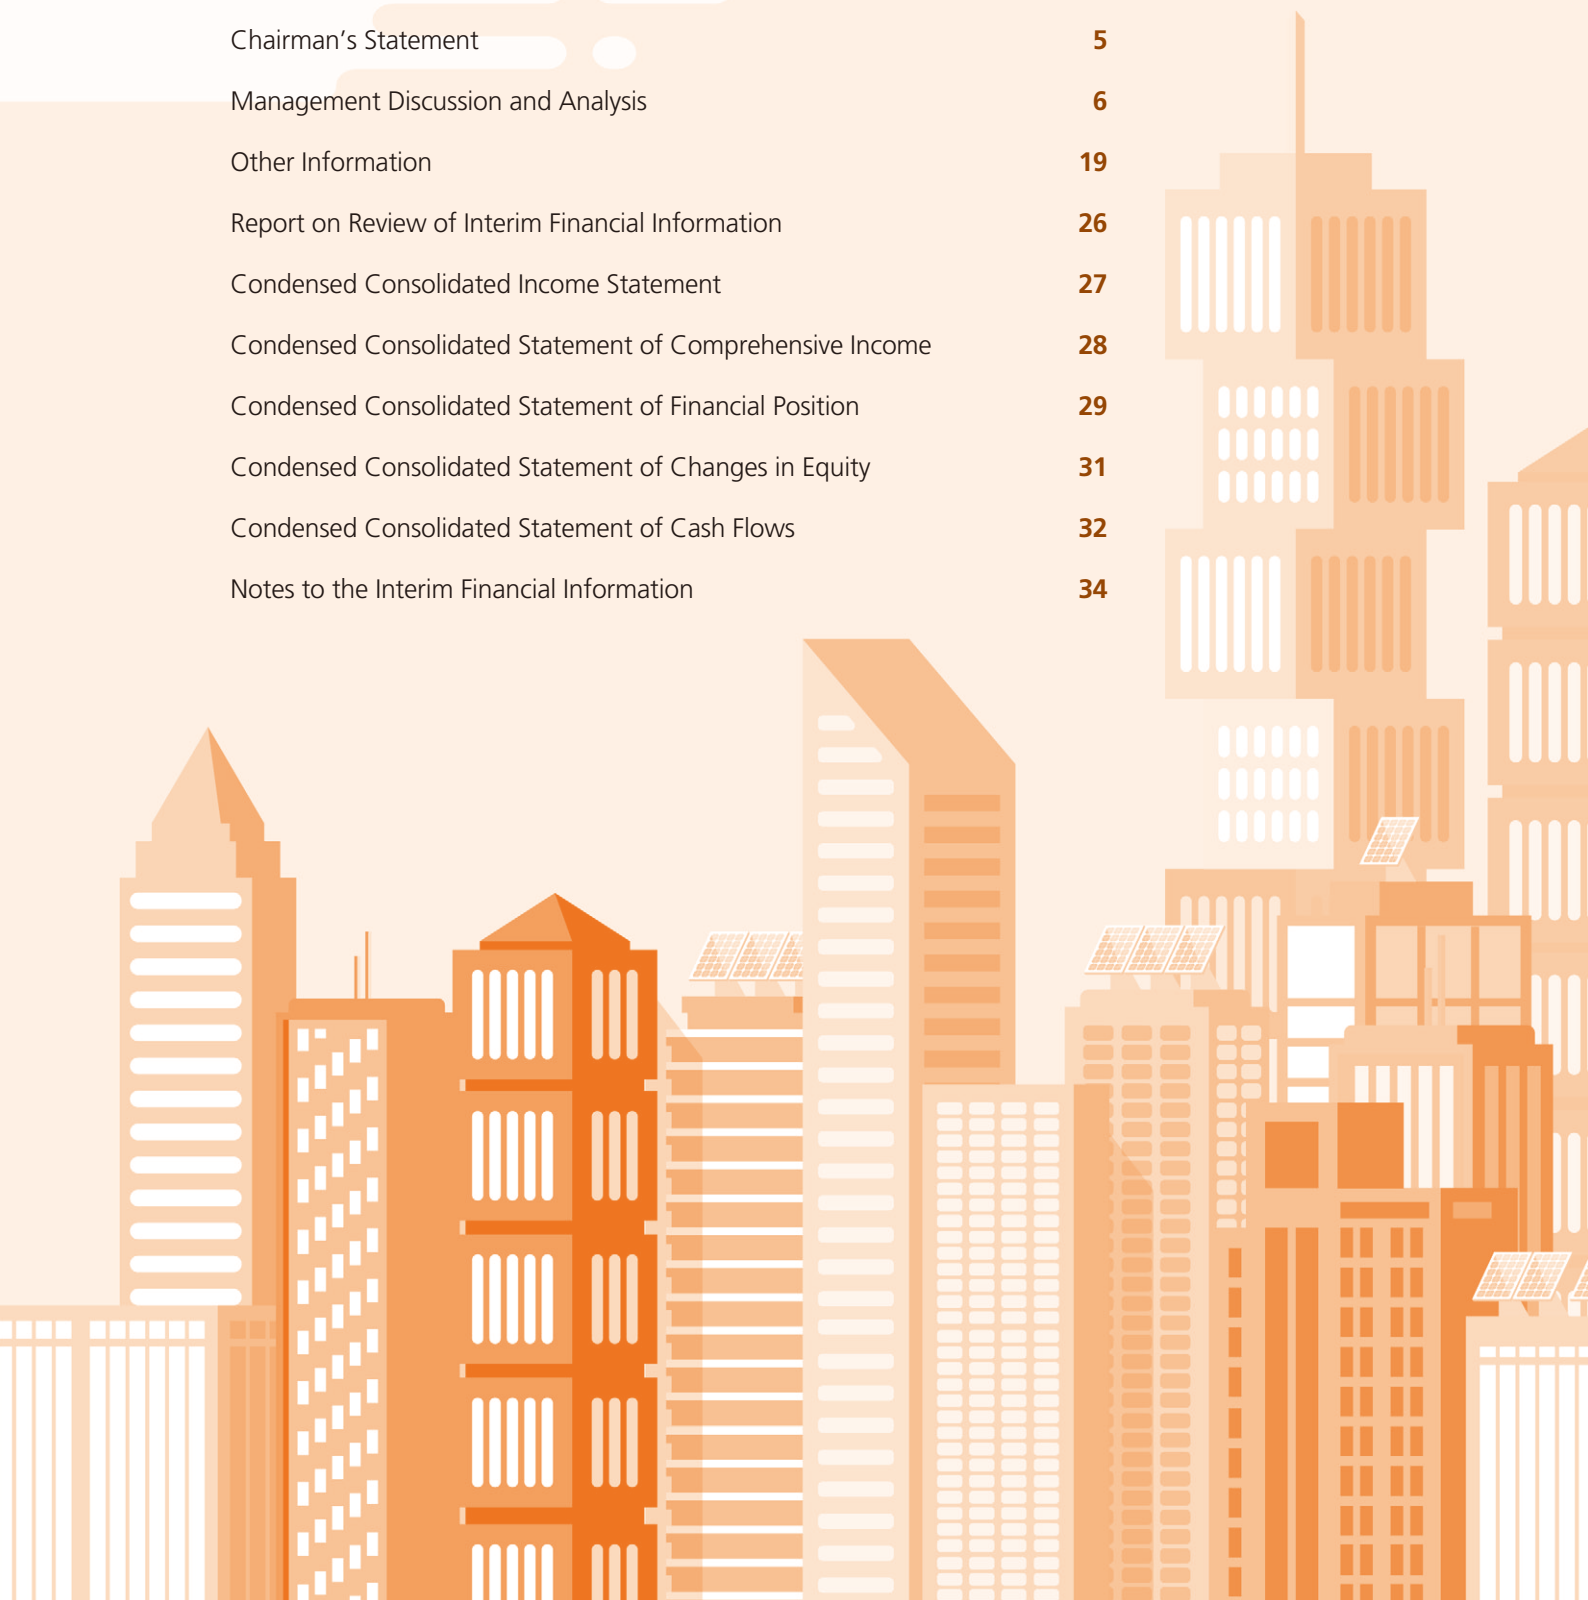 Chairman’s Statement 5
Management Discussion and Analysis 6
Other Information 19
Report on Review of Interim Financial Information 26
Condensed Consolidated Income Statement 27
Condensed Consolidated Statement of Comprehensive Income 28
Condensed Consolidated Statement of Financial Position 29
Condensed Consolidated Statement of Changes in Equity 31
Condensed Consolidated Statement of Cash Flows 32
Notes to the Interim Financial Information 34